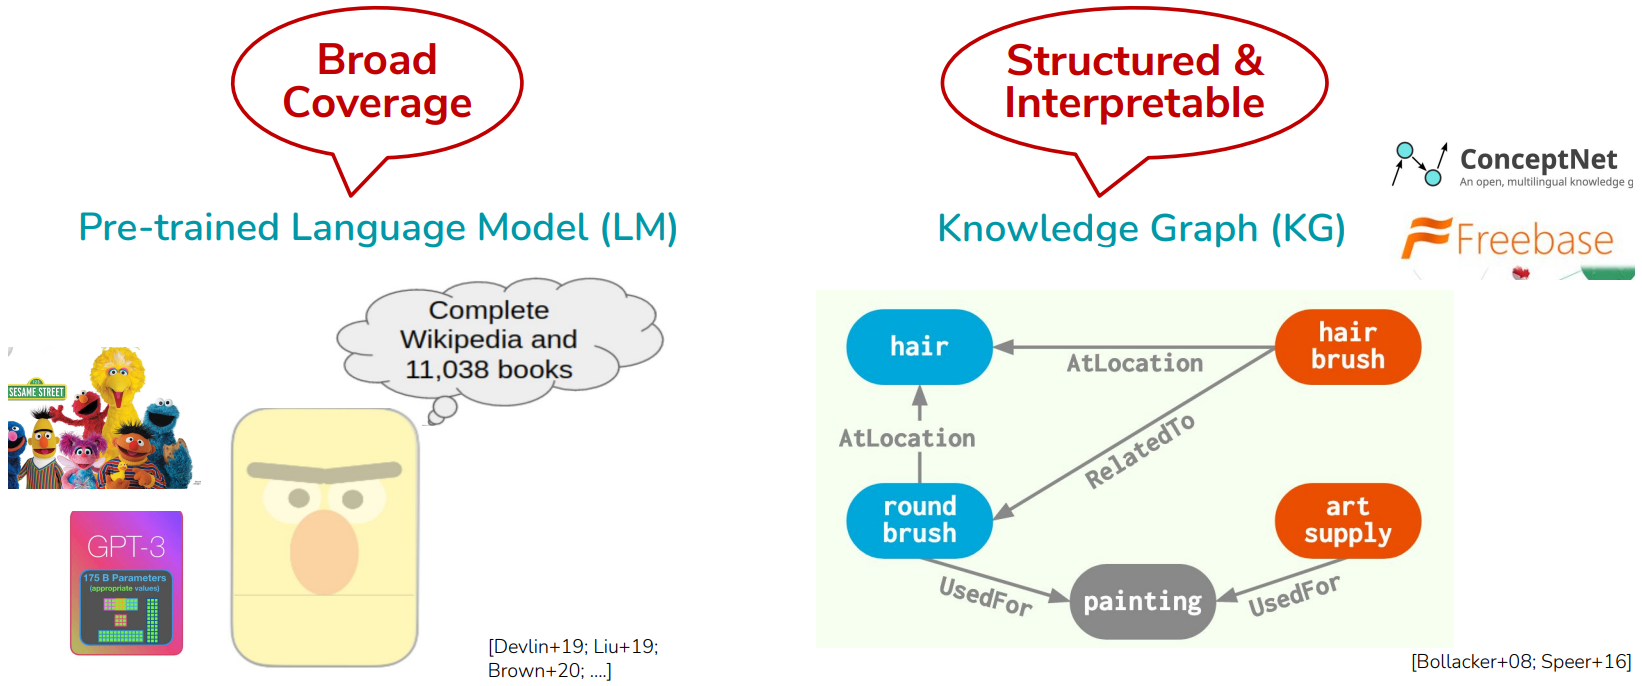 Broad
Coverage
Structured &
Interpretable
Pre-trained Language Model (LM)
Knowledge Graph (KG)
ConceptNet
An open, multilingual knowledge g
Freebase
Complete
Wikipedia and
11,038 books
SESAME STREET
GPT-3
175 B Parameters
(appropriate values)
[Devlin+19; Liu+19;
Brown+20; ....]
hair
hair
brush
AtLocation
AtLocation
RelatedTo
round
brush
art
supply
UsedFor
painting
UsedFor
[Bollacker+08; Speer+16]